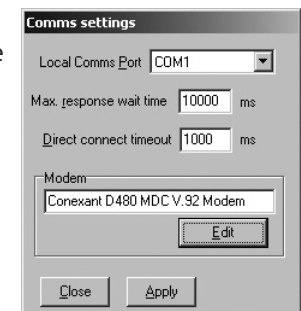 e
Comms settings
Local Comms Port COM1
Max. response wait time 10000 ms
Direct connect timeout 1000 ms
Modem
Conexant D480 MDC V.92 Modem
Edit
Close Apply